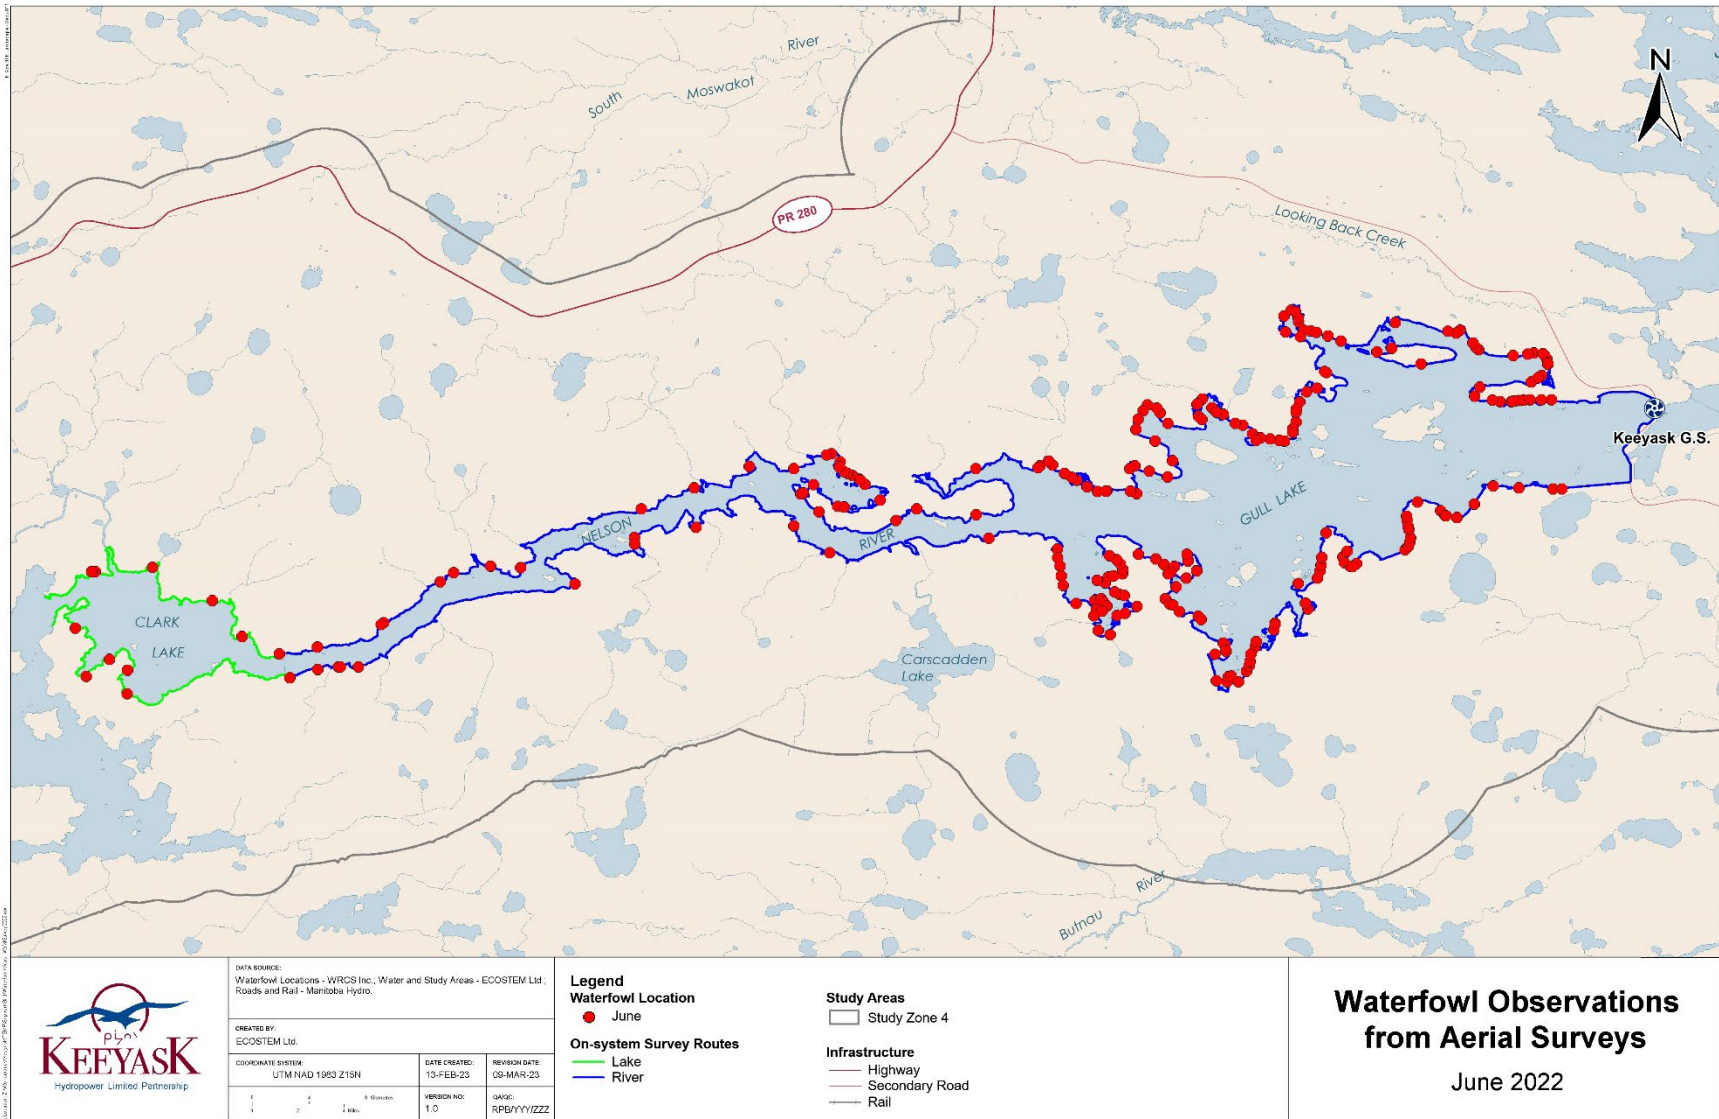 River
Moswakot
South
N
PR 280
Looking Back Creek
Keeyask G.S.
GULL LAKE
NELSON
RIVER
CLARK
LAKE
Carscadden
Lake
River
Butnau
KEEYASK
Hydropower Limited Partnership
DATA SOURCE:
Waterfowl Locations - WRCS Inc.; Water and Study Areas - ECOSTEM Ltd.;
Roads and Rail - Manitoba Hydro.
CREATED BY:
ECOSTEM Ltd.
COORDINATE SYSTEM:
UTM NAD 1983 Z15N
DATE CREATED:
13-FEB-23
REVISION DATE:
09-MAR-23
VERSION NO:
1.0
QA/QC:
RPB/YYY/ZZZ
Legend
Waterfowl Location
June
On-system Survey Routes
Lake
River
Study Areas
Study Zone 4
Infrastructure
Highway
Secondary Road
Rail
Waterfowl Observations
from Aerial Surveys
June 2022